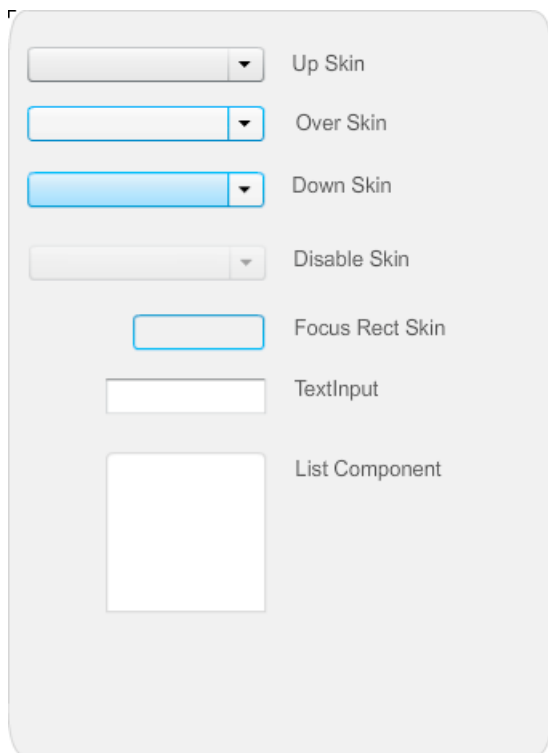 Up Skin
Over Skin
Down Skin
Disable Skin
Focus Rect Skin
TextInput
List Component